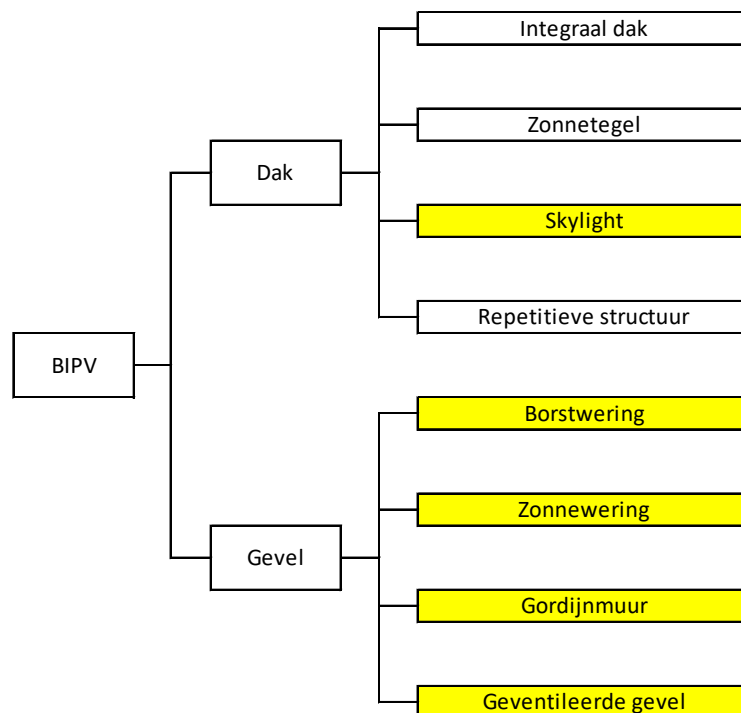 BIPV
Dak
Integraal dak
Zonnetegel
Skylight
Repetitieve structuur
Gevel
Borstwering
Zonnewering
Gordijnmuur
Geventileerde gevel